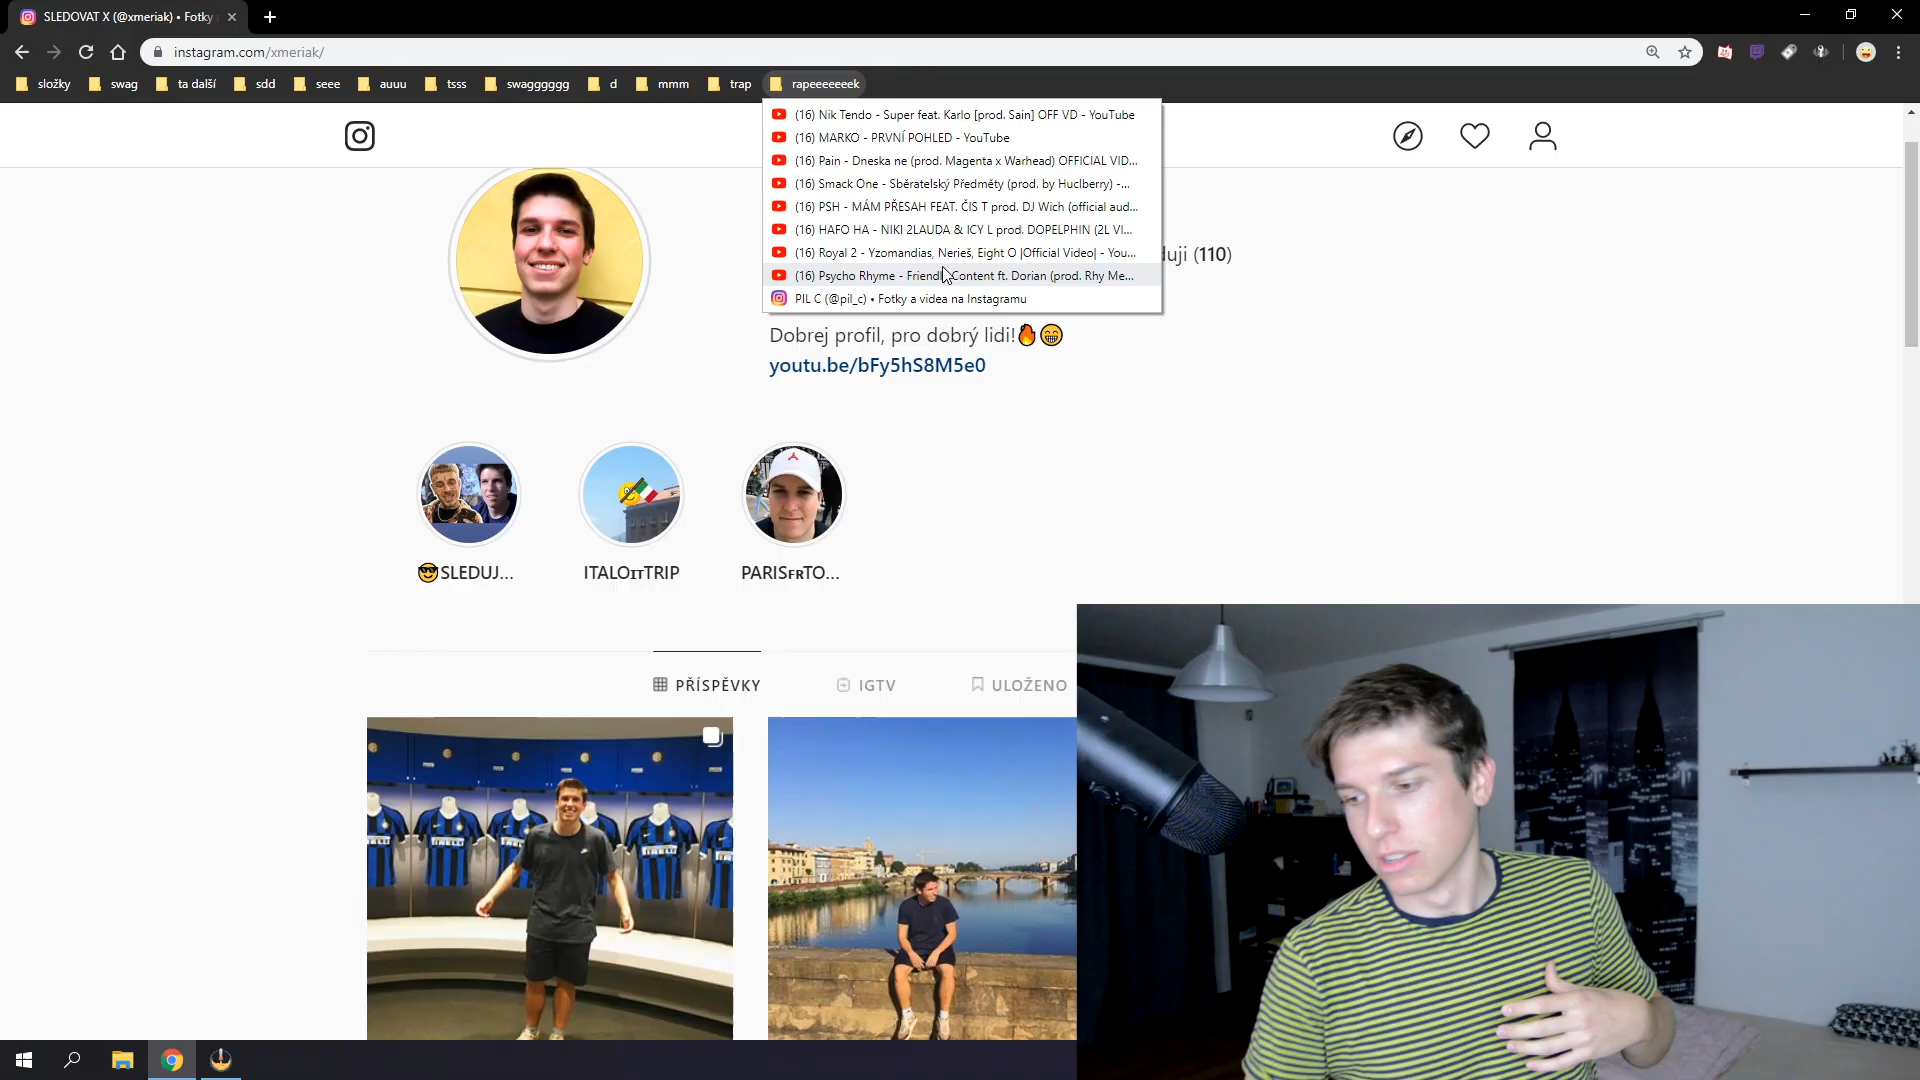 SLEDOVAT X (@xmeriak) • Fotky
instagram.com/xmeriak/
složky
swag
ta další
sdd
seee
auuu
tsss
swagggggg
d
mmm
trap
rapeeeeeeek
(16) Nik Tendo - Super feat. Karlo [prod. Sain] OFF VD - YouTube
(16) MARKO - PRVNÍ POHLED - YouTube
(16) Pain - Dneska ne (prod. Magenta x Warhead) OFFICIAL VID...
(16) Smack One - Sběratelský Předměty (prod. by Huclberry) -...
(16) PSH - MÁM PŘESAH FEAT. ČIS T prod. DJ Wich (official aud...
(16) HAFO HA - NIKI 2LAUDA & ICY L prod. DOPELPHIN (2L VI...
(16) Royal 2 - Yzomandias, Nerieš, Eight O |Official Video| - You...
(16) Psycho Rhyme - Friendly Content ft. Dorian (prod. Rhy Me...
PIL C (@pil_c) • Fotky a videa na Instagramu
duji (110)
Dobrej profil, pro dobrý lidi!🔥😁
youtu.be/bFy5hS8M5e0
😎SLEDUJ...
ITALOITTRIP
PARISFRTO...
PŘÍSPĚVKY
IGTV
ULOŽENO